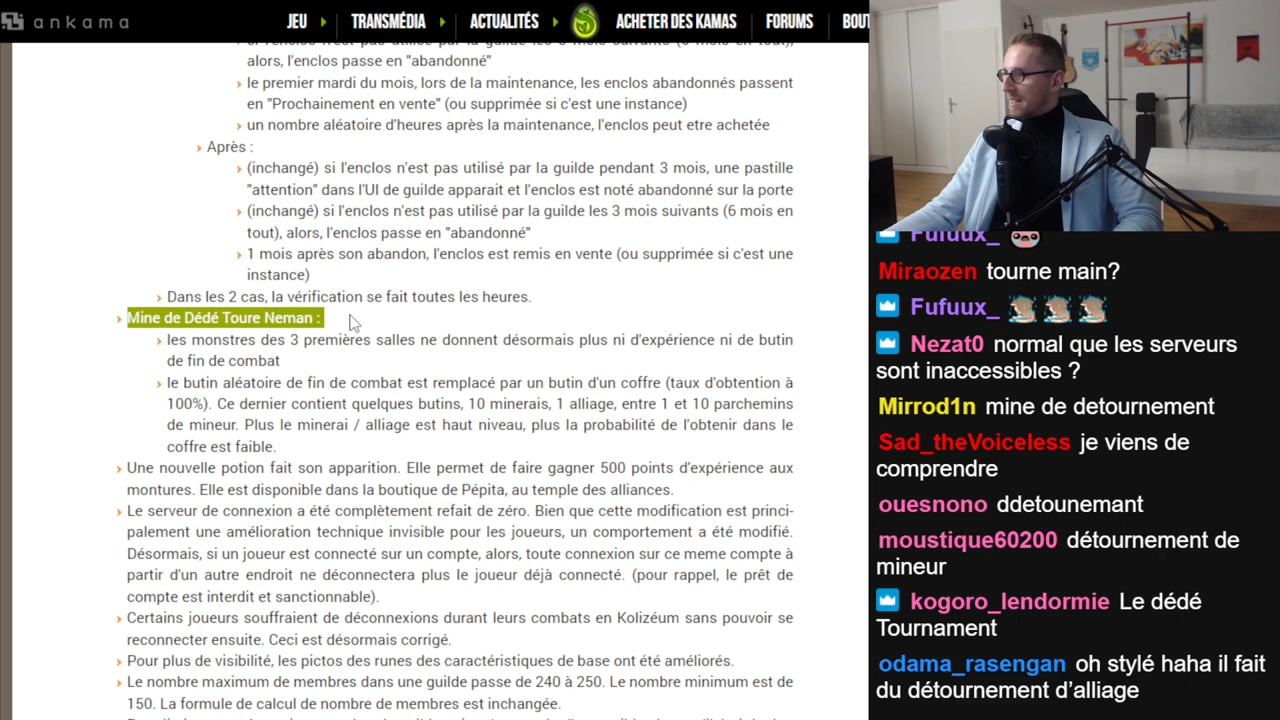 ankama
JEU
TRANSMÉDIA
ACTUALITÉS
ACHETER DES KAMAS
FORUMS
BOUT
si l'enclos n'est pas utilisé par la guilde les 3 mois suivants (6 mois en tout),
alors, l'enclos passe en "abandonné"
le premier mardi du mois, lors de la maintenance, les enclos abandonnés passent
en "Prochainement en vente" (ou supprimée si c'est une instance)
un nombre aléatoire d'heures après la maintenance, l'enclos peut etre achetée
Après :
(inchangé) si l'enclos n'est pas utilisé par la guilde pendant 3 mois, une pastille
"attention" dans l'UI de guilde apparait et l'enclos est noté abandonné sur la porte
(inchangé) si l'enclos n'est pas utilisé par la guilde les 3 mois suivants (6 mois en
tout), alors, l'enclos passe en "abandonné"
1 mois après son abandon, l'enclos est remis en vente (ou supprimée si c'est une
instance)
Dans les 2 cas, la vérification se fait toutes les heures.
Mine de Dédé Toure Neman :
les monstres des 3 premières salles ne donnent désormais plus ni d'expérience ni de butin
de fin de combat
le butin aléatoire de fin de combat est remplacé par un butin d'un coffre (taux d'obtention à
100%). Ce dernier contient quelques butins, 10 minerais, 1 alliage, entre 1 et 10 parchemins
de mineur. Plus le minerai / alliage est haut niveau, plus la probabilité de l'obtenir dans le
coffre est faible.
Une nouvelle potion fait son apparition. Elle permet de faire gagner 500 points d'expérience aux
montures. Elle est disponible dans la boutique de Pépita, au temple des alliances.
Le serveur de connexion a été complètement refait de zéro. Bien que cette modification est princi-
palement une amélioration technique invisible pour les joueurs, un comportement a été modifié.
Désormais, si un joueur est connecté sur un compte, alors, toute connexion sur ce meme compte à
partir d'un autre endroit ne déconnectera plus le joueur déjà connecté. (pour rappel, le prêt de
compte est interdit et sanctionnable).
Certains joueurs souffraient de déconnexions durant leurs combats en Kolizéum sans pouvoir se
reconnecter ensuite. Ceci est désormais corrigé.
Pour plus de visibilité, les pictos des runes des caractéristiques de base ont été améliorés.
Le nombre maximum de membres dans une guilde passe de 240 à 250. Le nombre minimum est de
150. La formule de calcul de nombre de membres est inchangée.
Fufuux_
Miraozen tourne main?
Fufuux_
Nezat0 normal que les serveurs
sont inaccessibles ?
Mirrod1n mine de detournement
Sad_theVoiceless je viens de
comprendre
ouesnono ddetounemant
moustique60200 détournement de
mineur
kogoro_lendormie Le dédé
Tournament
odama_rasengan oh stylé haha il fait
du détournement d'alliage